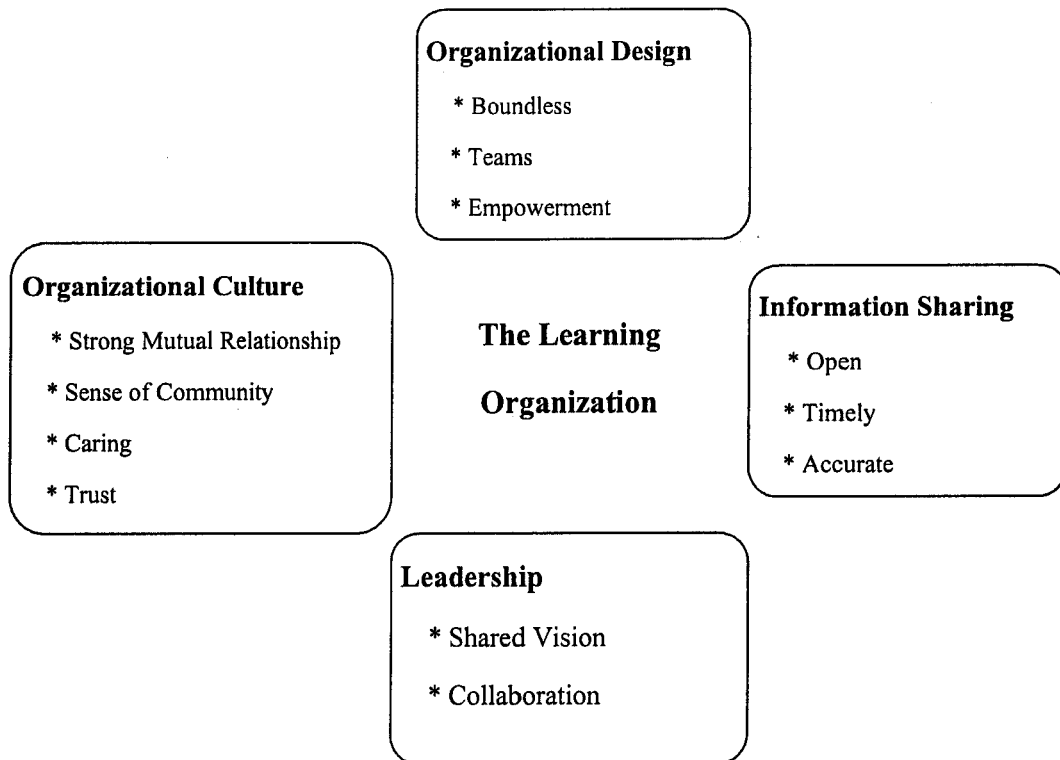 Organizational Design
* Boundless
* Teams
* Empowerment
Organizational Culture
* Strong Mutual Relationship
* Sense of Community
* Caring
* Trust
The Learning
Organization
Information Sharing
* Open
* Timely
* Accurate
Leadership
* Shared Vision
* Collaboration